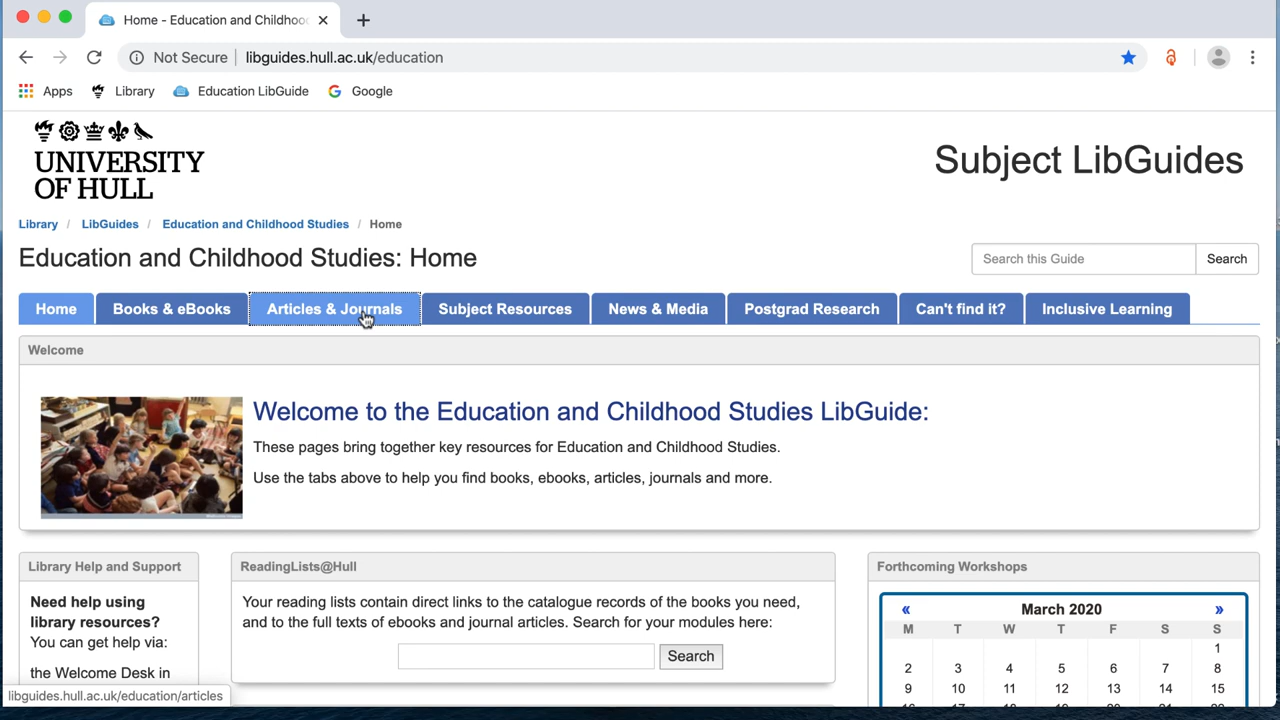 Home - Education and Childhoo
Not Secure
libguides.hull.ac.uk/education
Apps
Library
Education LibGuide
Google
UNIVERSITY
OF HULL
Subject LibGuides
Library / LibGuides / Education and Childhood Studies / Home
Education and Childhood Studies: Home
Search this Guide
Search
Home
Books & eBooks
Articles & Journals
Subject Resources
News & Media
Postgrad Research
Can't find it?
Inclusive Learning
Welcome
Welcome to the Education and Childhood Studies LibGuide:
These pages bring together key resources for Education and Childhood Studies.
Use the tabs above to help you find books, ebooks, articles, journals and more.
Library Help and Support
Need help using
library resources?
You can get help via:
the Welcome Desk in
ReadingLists@Hull
Your reading lists contain direct links to the catalogue records of the books you need,
and to the full texts of ebooks and journal articles. Search for your modules here:
Search
Forthcoming Workshops
« March 2020 »
M T W T F S S
1
2 3 4 5 6 7 8
9 10 11 12 13 14 15
libguides.hull.ac.uk/education/articles